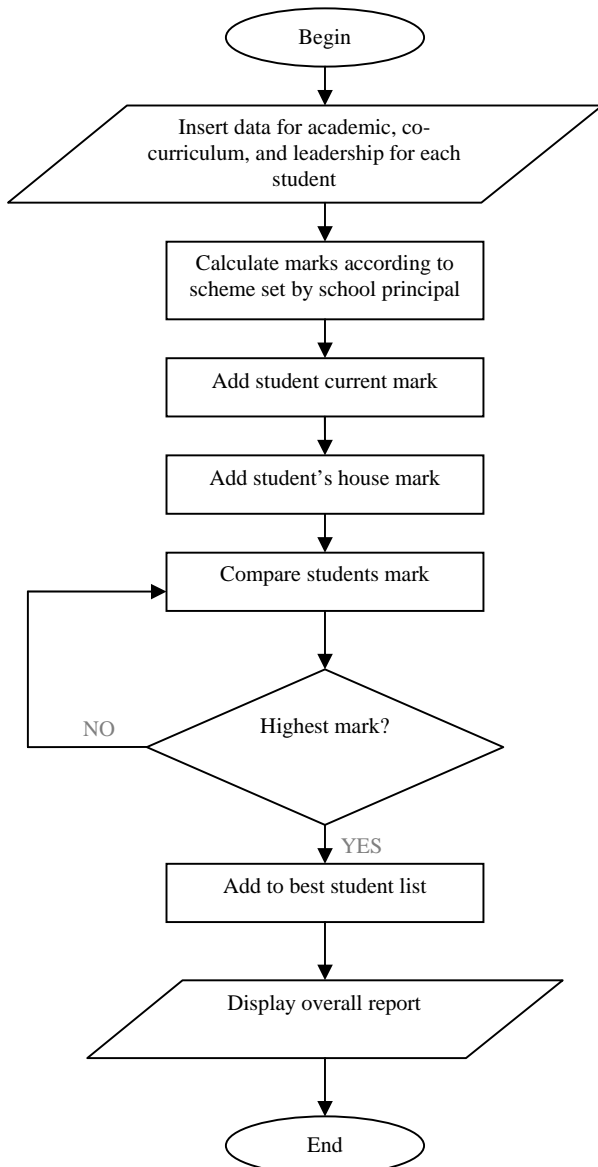 Begin
Insert data for academic, co-
curriculum, and leadership for each
student
Calculate marks according to
scheme set by school principal
Add student current mark
Add student’s house mark
Compare students mark
Highest mark?
NO
YES
Add to best student list
Display overall report
End